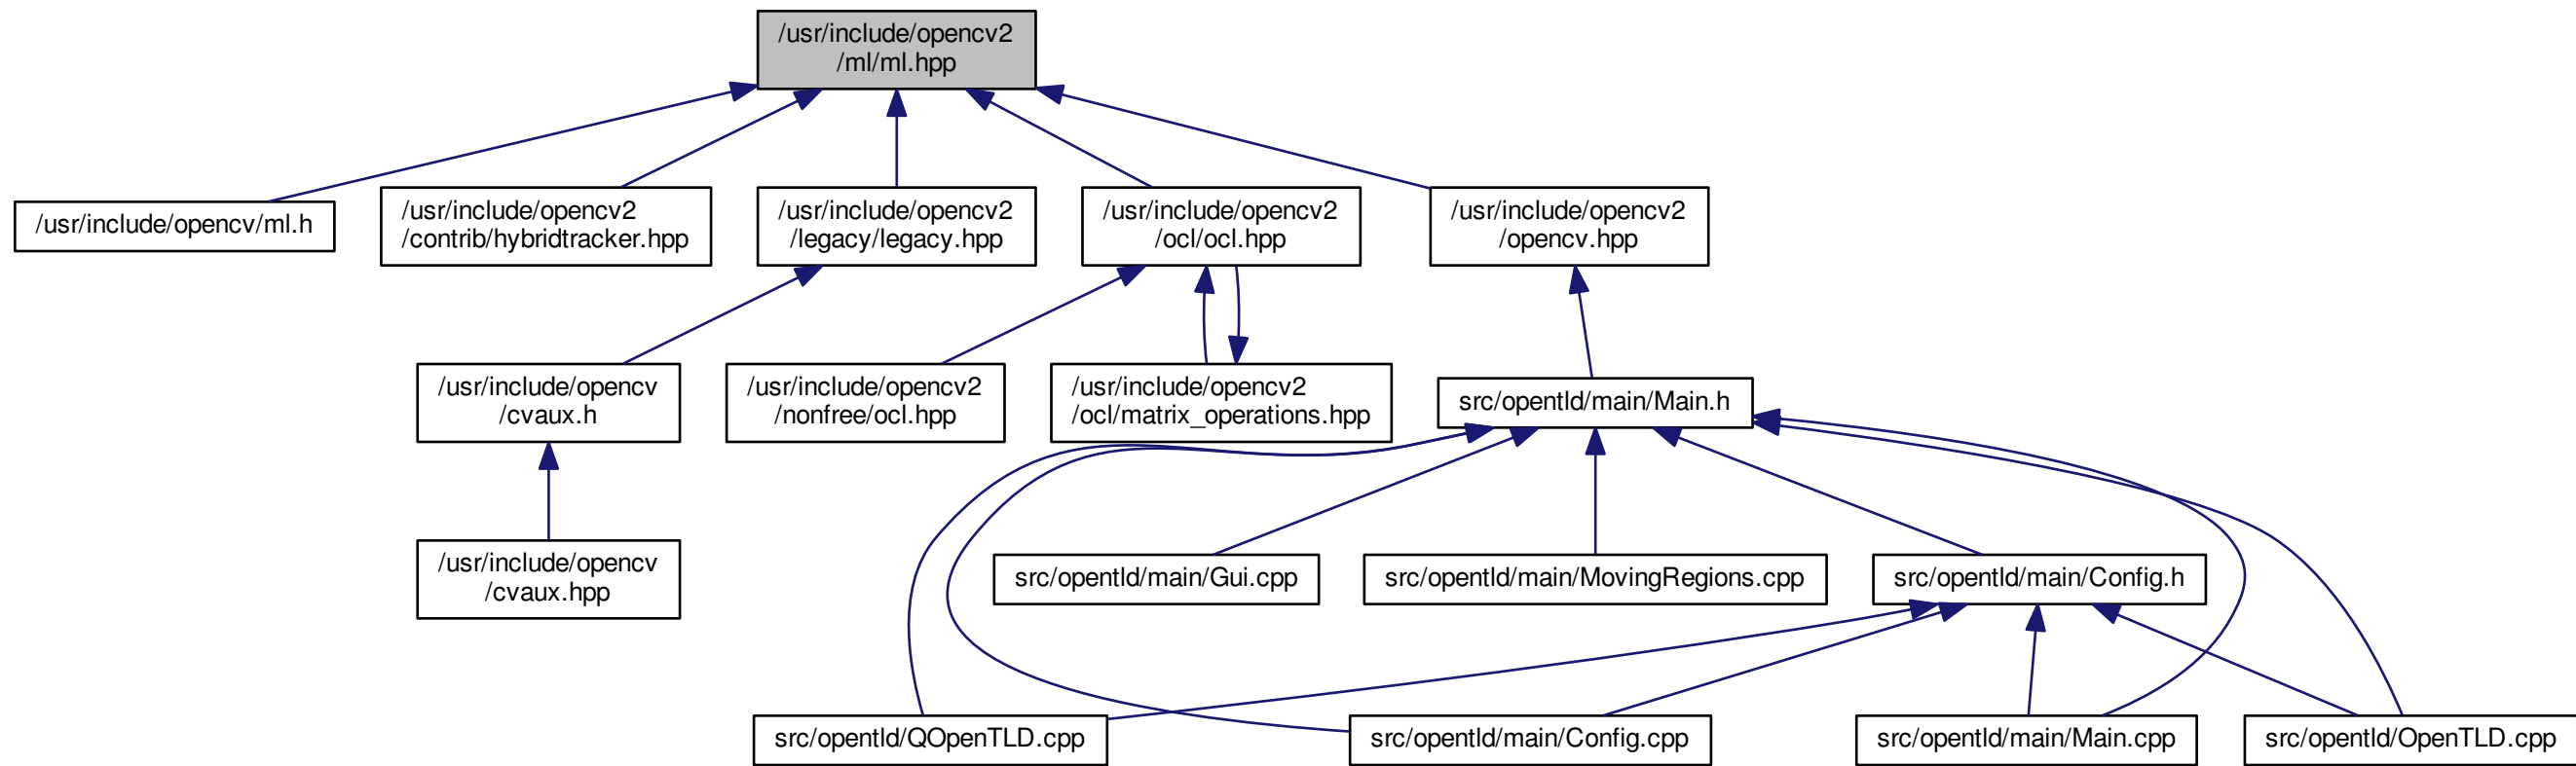 /usr/include/opencv2
/ml/ml.hpp
/usr/include/opencv/ml.h
/usr/include/opencv2
/contrib/hybridtracker.hpp
/usr/include/opencv2
/legacy/legacy.hpp
/usr/include/opencv2
/ocl/ocl.hpp
/usr/include/opencv2
/opencv.hpp
/usr/include/opencv
/cvaux.h
/usr/include/opencv2
/nonfree/ocl.hpp
/usr/include/opencv2
/ocl/matrix_operations.hpp
src/opentld/main/Main.h
/usr/include/opencv
/cvaux.hpp
src/opentld/main/Gui.cpp
src/opentld/main/MovingRegions.cpp
src/opentld/main/Config.h
src/opentld/QOpenTLD.cpp
src/opentld/main/Config.cpp
src/opentld/main/Main.cpp
src/opentld/OpenTLD.cpp